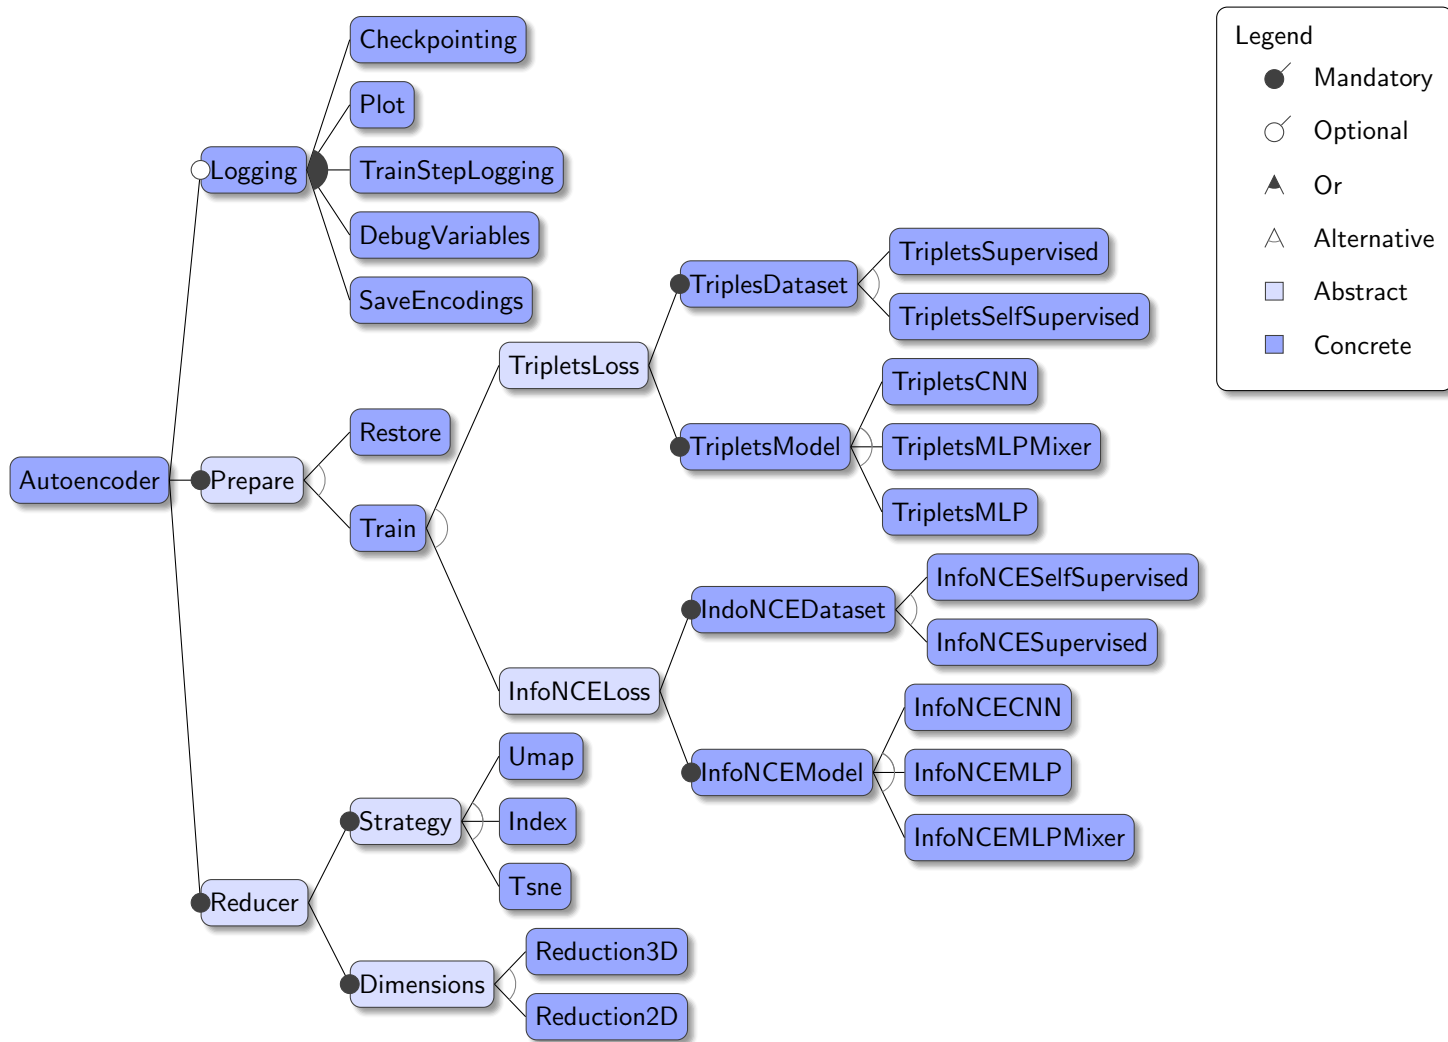 Autoencoder
Logging
Checkpointing
Plot
TrainStepLogging
DebugVariables
SaveEncodings
Prepare
Restore
Train
TripletsLoss
TriplesDataset
TripletsSupervised
TripletsSelfSupervised
TripletsModel
TripletsCNN
TripletsMLPMixer
TripletsMLP
InfoNCELoss
IndoNCEDataset
InfoNCESelfSupervised
InfoNCESupervised
InfoNCEModel
InfoNCECNN
InfoNCEMLP
InfoNCEMLPMixer
Reducer
Strategy
Umap
Index
Tsne
Dimensions
Reduction3D
Reduction2D
Legend
Mandatory
Optional
Or
Alternative
Abstract
Concrete